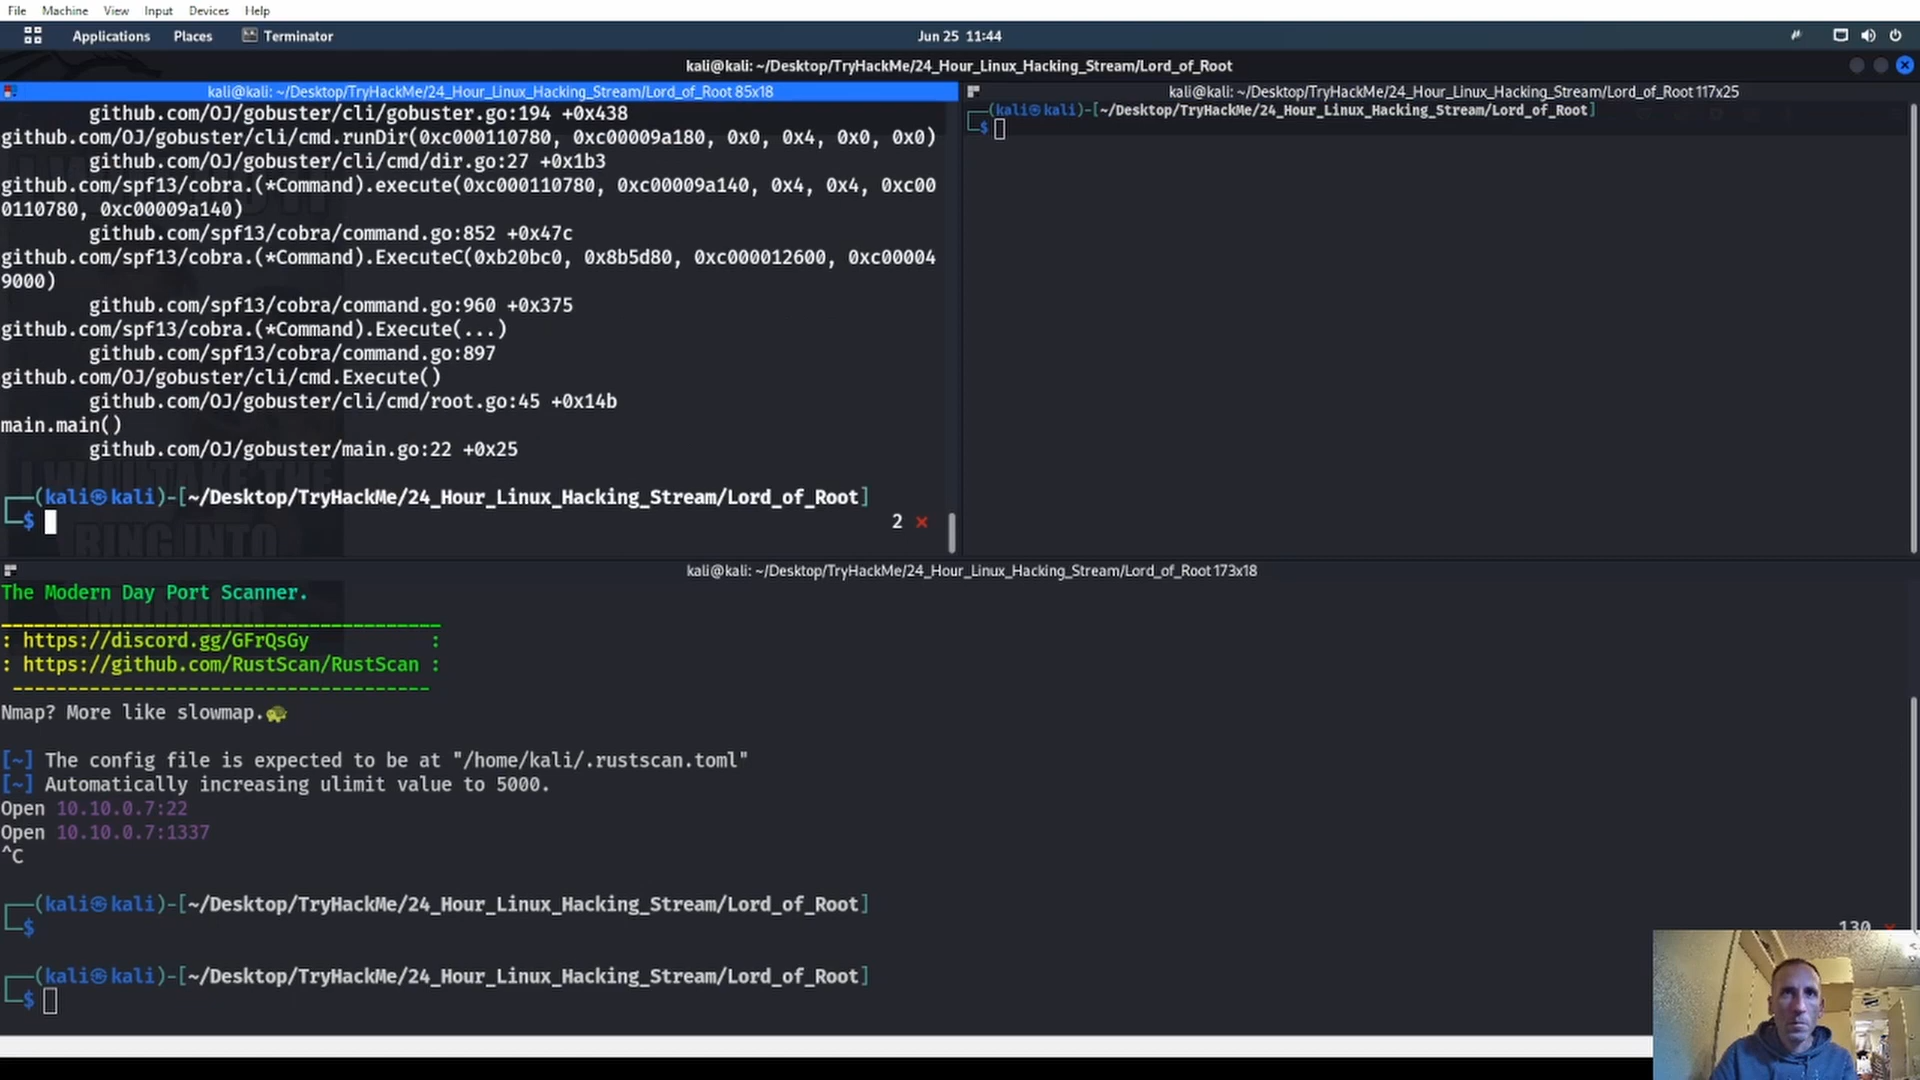 File Machine View Input Devices Help
Applications Places Terminator Jun 25 11:44
kali@kali: ~/Desktop/TryHackMe/24_Hour_Linux_Hacking_Stream/Lord_of_Root
kali@kali: ~/Desktop/TryHackMe/24_Hour_Linux_Hacking_Stream/Lord_of_Root 85x18
github.com/OJ/gobuster/cli/gobuster.go:194 +0x438
github.com/OJ/gobuster/cli/cmd.runDir(0xc000110780, 0xc00009a180, 0x0, 0x4, 0x0, 0x0)
github.com/OJ/gobuster/cli/cmd/dir.go:27 +0x1b3
github.com/spf13/cobra.(*Command).execute(0xc000110780, 0xc00009a140, 0x4, 0x4, 0xc00
0110780, 0xc00009a140)
github.com/spf13/cobra/command.go:852 +0x47c
github.com/spf13/cobra.(*Command).ExecuteC(0xb20bc0, 0x8b5d80, 0xc000012600, 0xc00004
9000)
github.com/spf13/cobra/command.go:960 +0x375
github.com/spf13/cobra.(*Command).Execute(...)
github.com/spf13/cobra/command.go:897
github.com/OJ/gobuster/cli/cmd.Execute()
github.com/OJ/gobuster/cli/cmd/root.go:45 +0x14b
main.main()
github.com/OJ/gobuster/main.go:22 +0x25
(kali㉿kali)-[~/Desktop/TryHackMe/24_Hour_Linux_Hacking_Stream/Lord_of_Root]
$ 2 ⨯
kali@kali: ~/Desktop/TryHackMe/24_Hour_Linux_Hacking_Stream/Lord_of_Root 117x25
(kali㉿kali)-[~/Desktop/TryHackMe/24_Hour_Linux_Hacking_Stream/Lord_of_Root]
$
kali@kali: ~/Desktop/TryHackMe/24_Hour_Linux_Hacking_Stream/Lord_of_Root 173x18
The Modern Day Port Scanner.
: https://discord.gg/GFrQsGy :
: https://github.com/RustScan/RustScan :
Nmap? More like slowmap.🐢
[~] The config file is expected to be at "/home/kali/.rustscan.toml"
[~] Automatically increasing ulimit value to 5000.
Open 10.10.0.7:22
Open 10.10.0.7:1337
^C
(kali㉿kali)-[~/Desktop/TryHackMe/24_Hour_Linux_Hacking_Stream/Lord_of_Root]
$ 130 ⨯
(kali㉿kali)-[~/Desktop/TryHackMe/24_Hour_Linux_Hacking_Stream/Lord_of_Root]
$